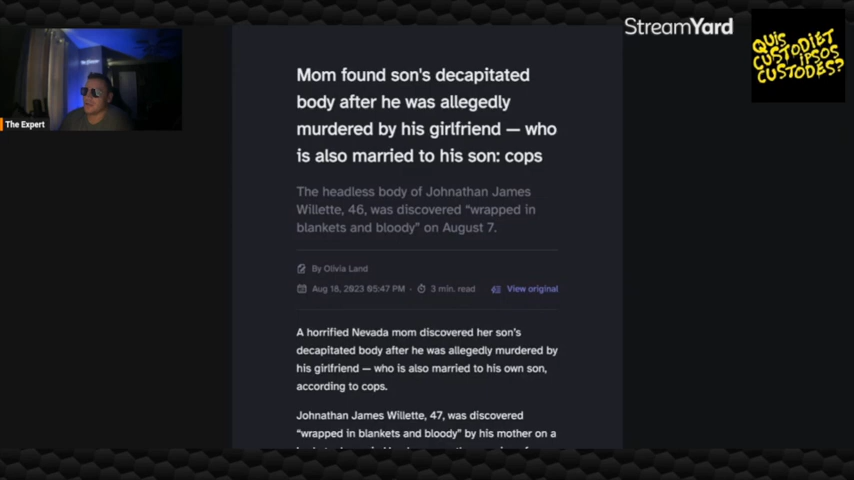 StreamYard
QUIS
CUSTODIET
IPSOS
CUSTODES?
The Expert
Mom found son's decapitated
body after he was allegedly
murdered by his girlfriend — who
is also married to his son: cops
The headless body of Johnathan James
Willette, 46, was discovered “wrapped in
blankets and bloody” on August 7.
By Olivia Land
Aug 18, 2023 05:47 PM · 3 min. read View original
A horrified Nevada mom discovered her son’s
decapitated body after he was allegedly murdered by
his girlfriend — who is also married to his own son,
according to cops.
Johnathan James Willette, 47, was discovered
“wrapped in blankets and bloody” by his mother on a